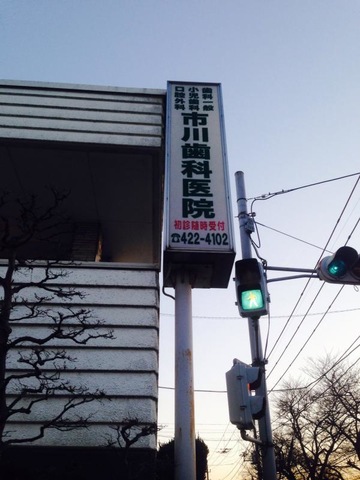 歯科一般
小児歯科
口腔外科
市川歯科医院
初診随時受付
☎422-4102